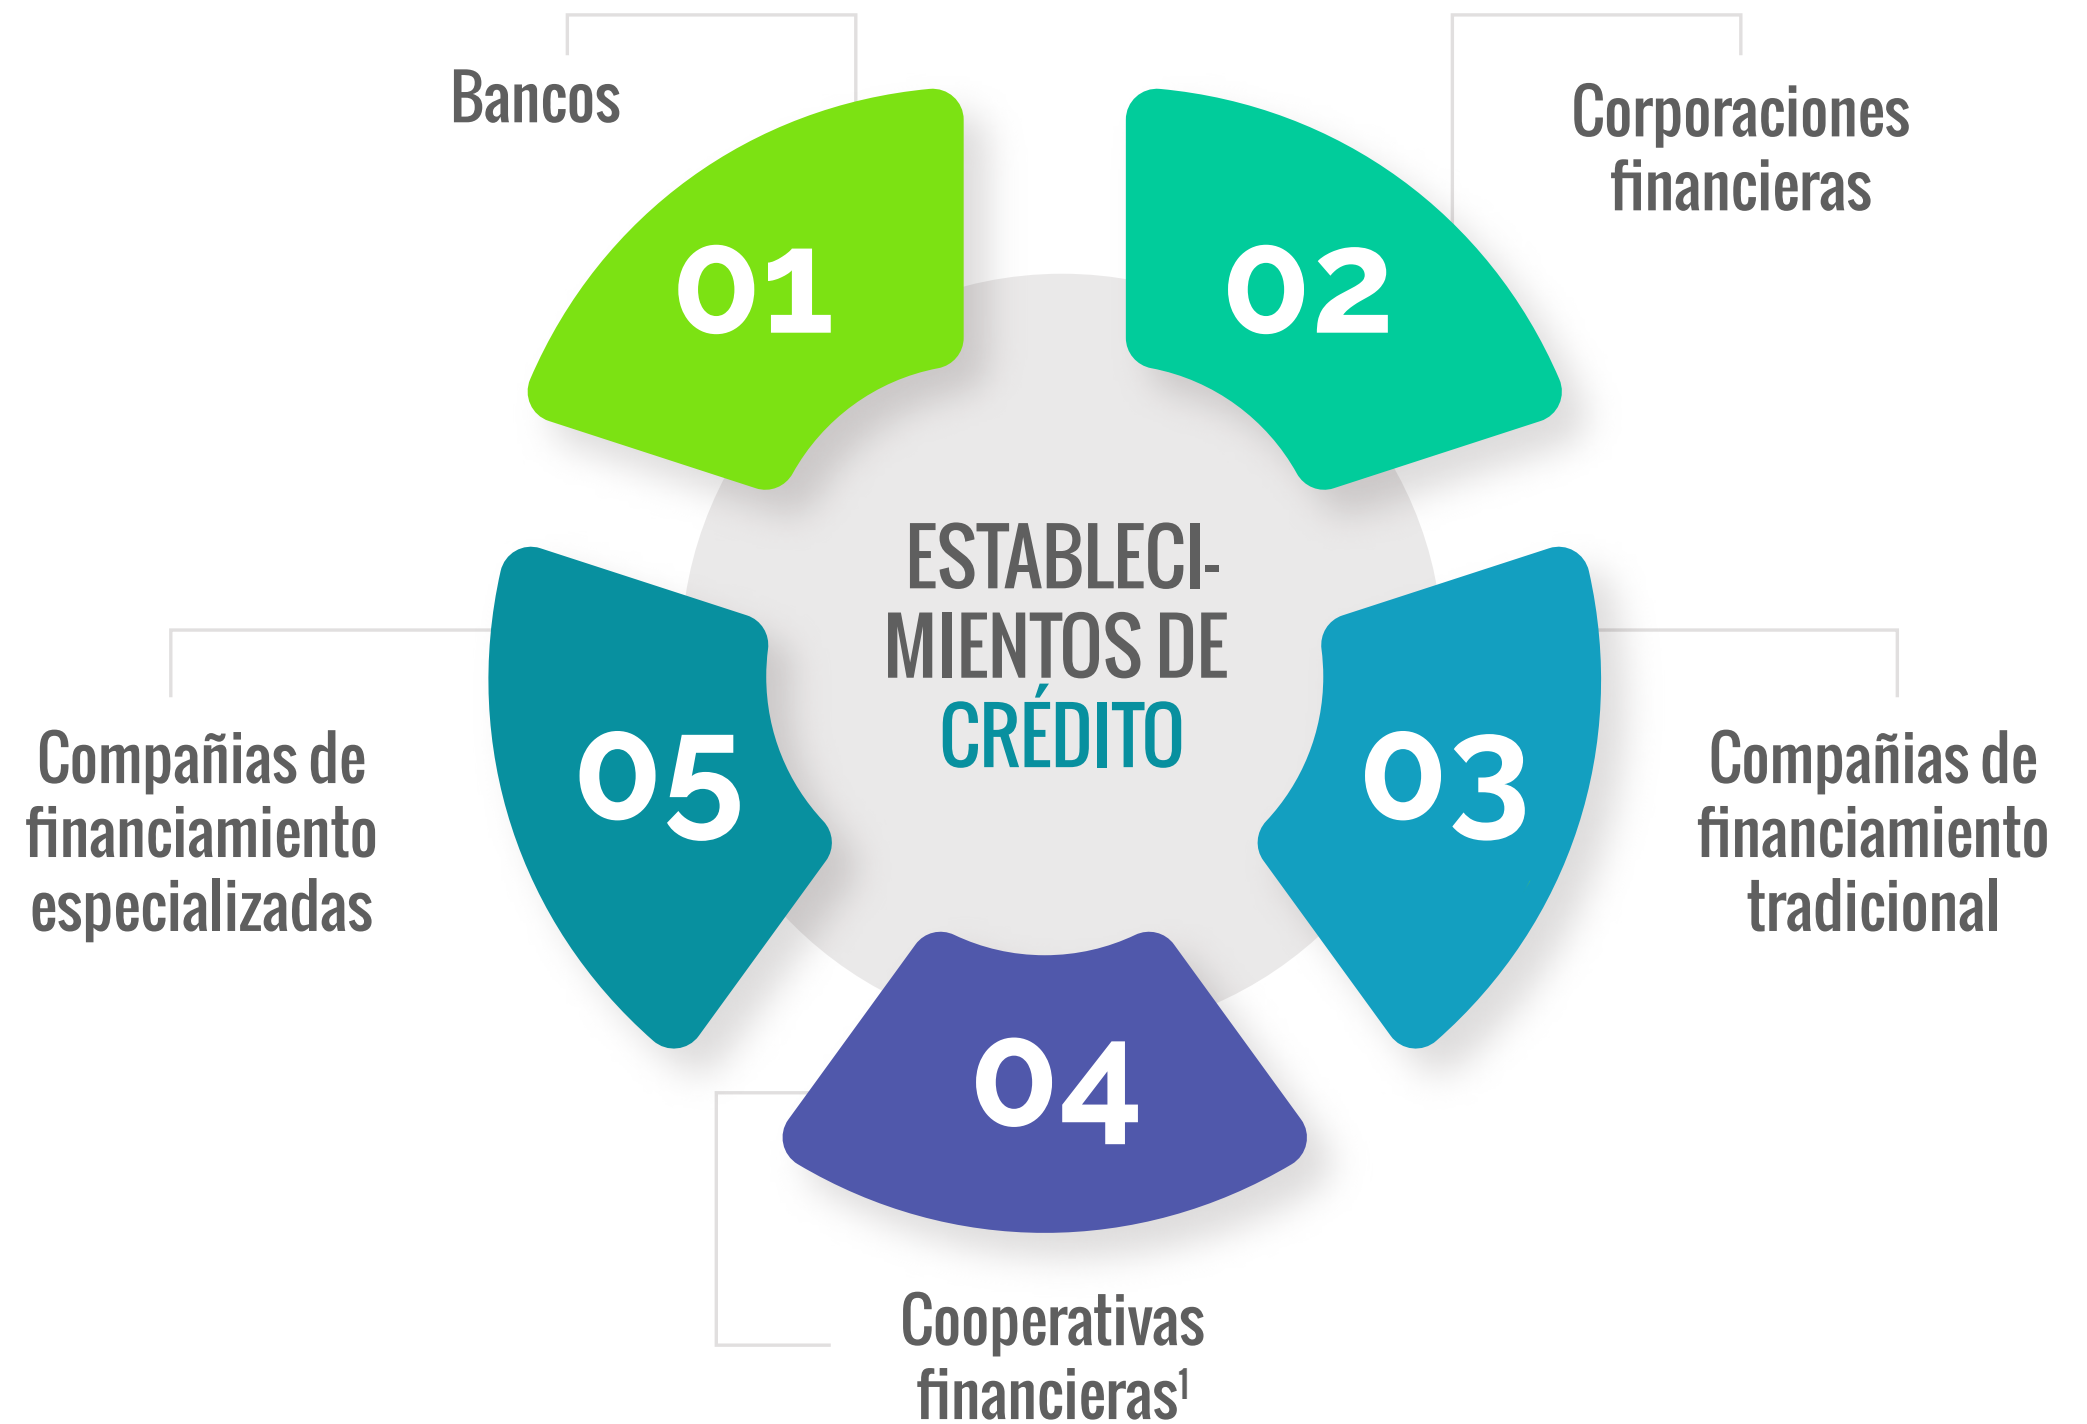 Bancos
01
Corporaciones
financieras
02
ESTABLECI-
MIENTOS DE
CRÉDITO
03
Compañias de
financiamiento
tradicional
04
Cooperativas
financieras¹
05
Compañias de
financiamiento
especializadas